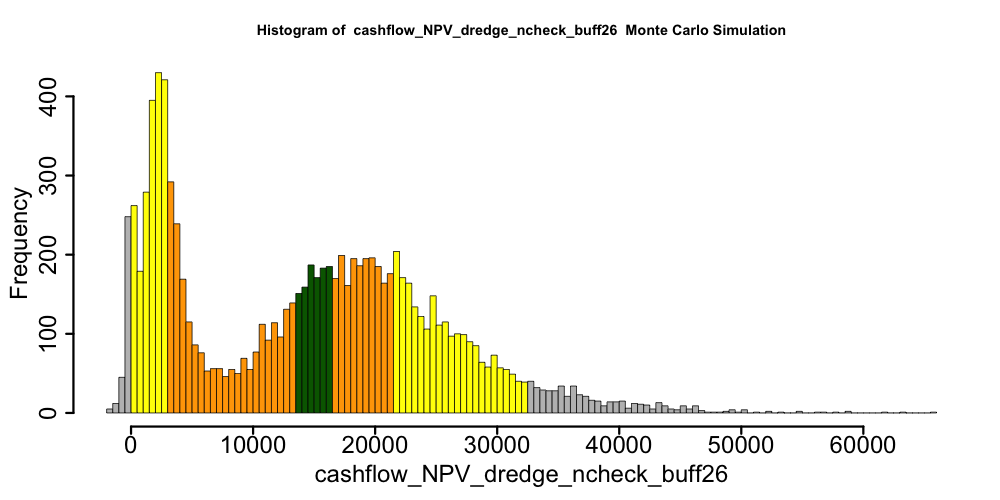 Histogram of cashflow_NPV_dredge_ncheck_buff26 Monte Carlo Simulation
Frequency
400
300
200
100
0
0 10000 20000 30000 40000 50000 60000
cashflow_NPV_dredge_ncheck_buff26